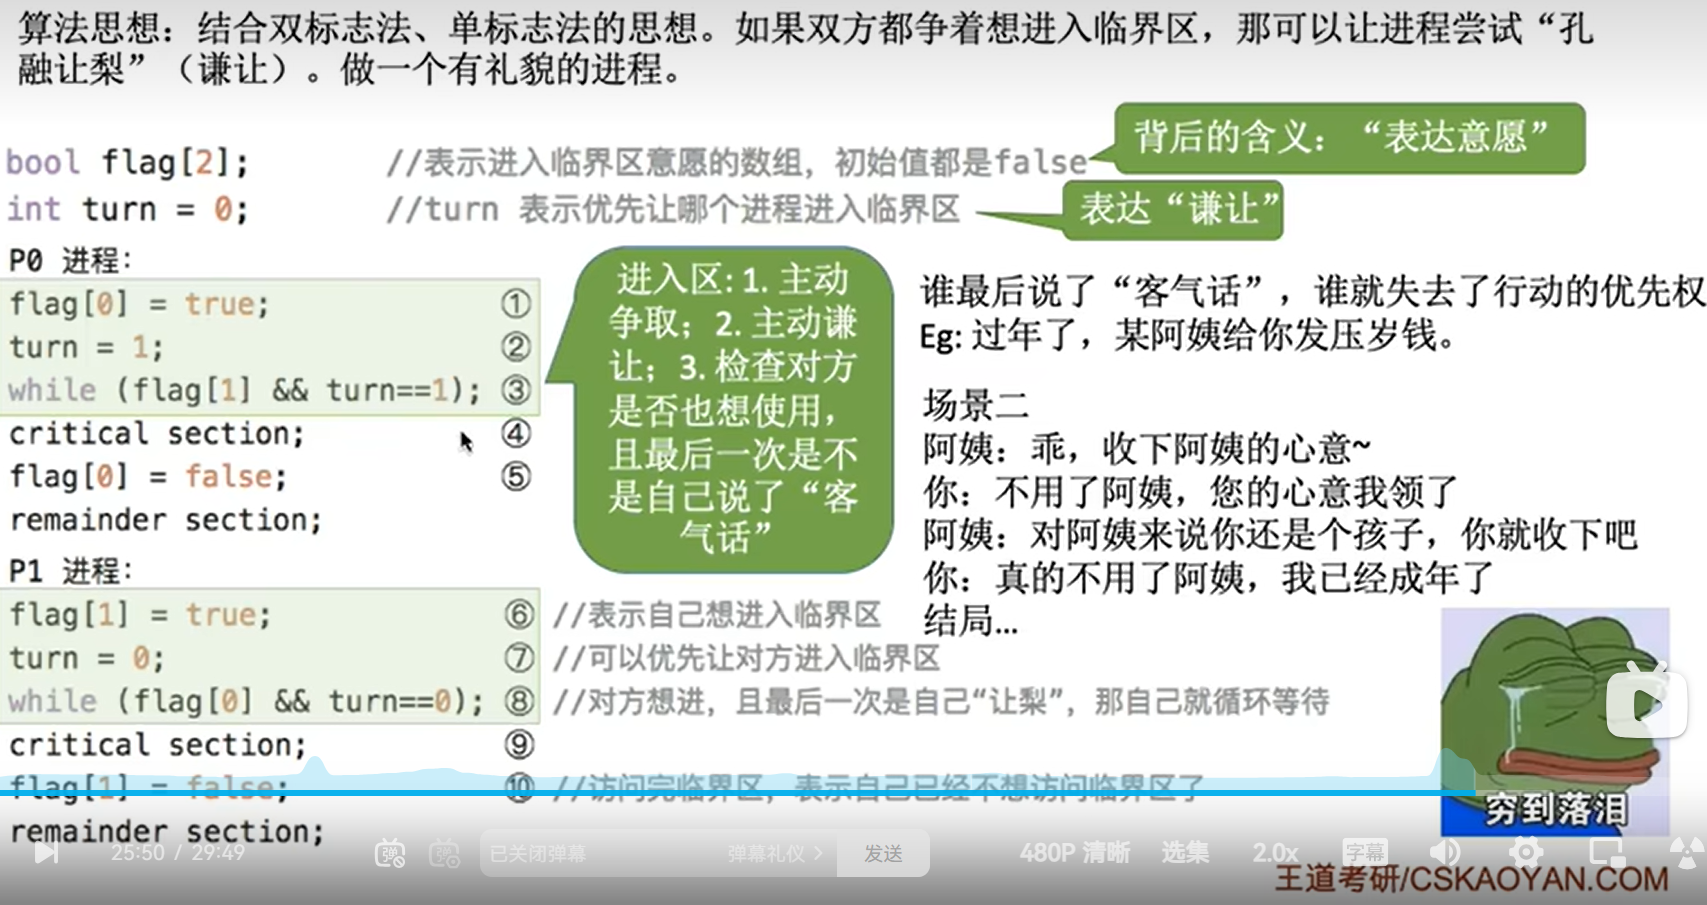 算法思想：结合双标志法、单标志法的思想。如果双方都争着想进入临界区，那可以让进程尝试“孔
融让梨”（谦让）。做一个有礼貌的进程。
背后的含义：“表达意愿”
bool flag[2]; //表示进入临界区意愿的数组，初始值都是false
int turn = 0; //turn 表示优先让哪个进程进入临界区
表达“谦让”
P0 进程：
flag[0] = true; ①
turn = 1; ②
while (flag[1] && turn==1); ③
critical section; ④
flag[0] = false; ⑤
remainder section;
进入区: 1. 主动
争取；2. 主动谦
让；3. 检查对方
是否也想使用，
且最后一次是不
是自己说了“客
气话”
谁最后说了“客气话”，谁就失去了行动的优先权
Eg: 过年了，某阿姨给你发压岁钱。
场景二
阿姨：乖，收下阿姨的心意~
你：不用了阿姨，您的心意我领了
阿姨：对阿姨来说你还是个孩子，你就收下吧
你：真的不用了阿姨，我已经成年了
结局...
P1 进程：
flag[1] = true; ⑥ //表示自己想进入临界区
turn = 0; ⑦ //可以优先让对方进入临界区
while (flag[0] && turn==0); ⑧ //对方想进，且最后一次是自己“让梨”，那自己就循环等待
critical section; ⑨
flag[1] = false; ⑩ //访问完临界区，表示自己已经不想访问临界区了
remainder section;
穷到落泪
25:50 / 29:49 弹 弹 已关闭弹幕 弹幕礼仪 > 发送 480P 清晰 选集 2.0x 字幕
王道考研/CSKAOYAN.COM